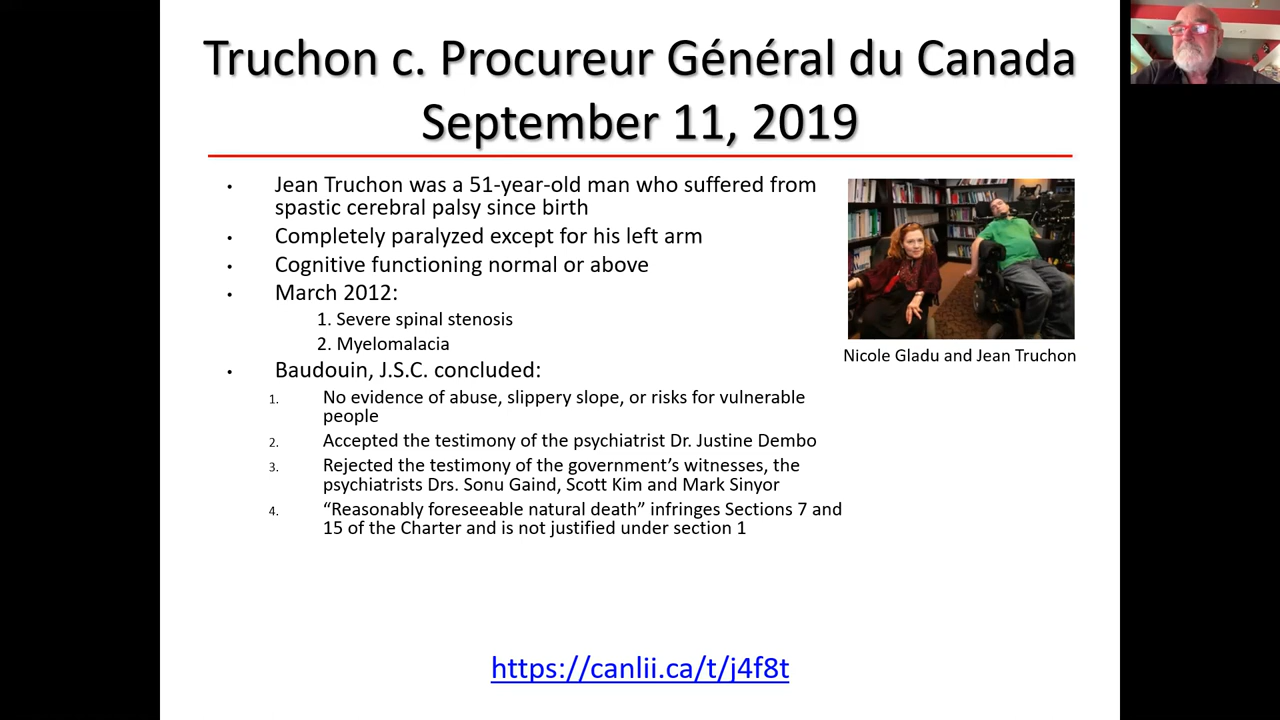 Truchon c. Procureur Général du Canada
September 11, 2019
• Jean Truchon was a 51-year-old man who suffered from
spastic cerebral palsy since birth
• Completely paralyzed except for his left arm
• Cognitive functioning normal or above
• March 2012:
1. Severe spinal stenosis
2. Myelomalacia
• Baudouin, J.S.C. concluded:
1. No evidence of abuse, slippery slope, or risks for vulnerable
people
2. Accepted the testimony of the psychiatrist Dr. Justine Dembo
3. Rejected the testimony of the government’s witnesses, the
psychiatrists Drs. Sonu Gaind, Scott Kim and Mark Sinyor
4. “Reasonably foreseeable natural death” infringes Sections 7 and
15 of the Charter and is not justified under section 1
Nicole Gladu and Jean Truchon
https://canlii.ca/t/j4f8t